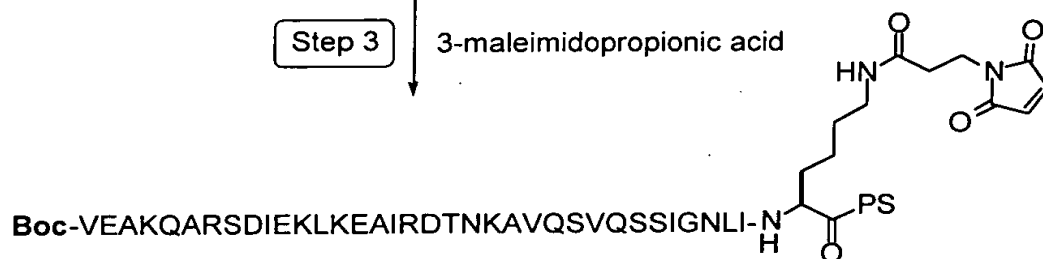 Step 3
3-maleimidopropionic acid
O
HN
N
O
O
Boc-VEAKQARSDIEKLKEAIRDTNKAVQSVQSSIGNLI-N
H
PS
O